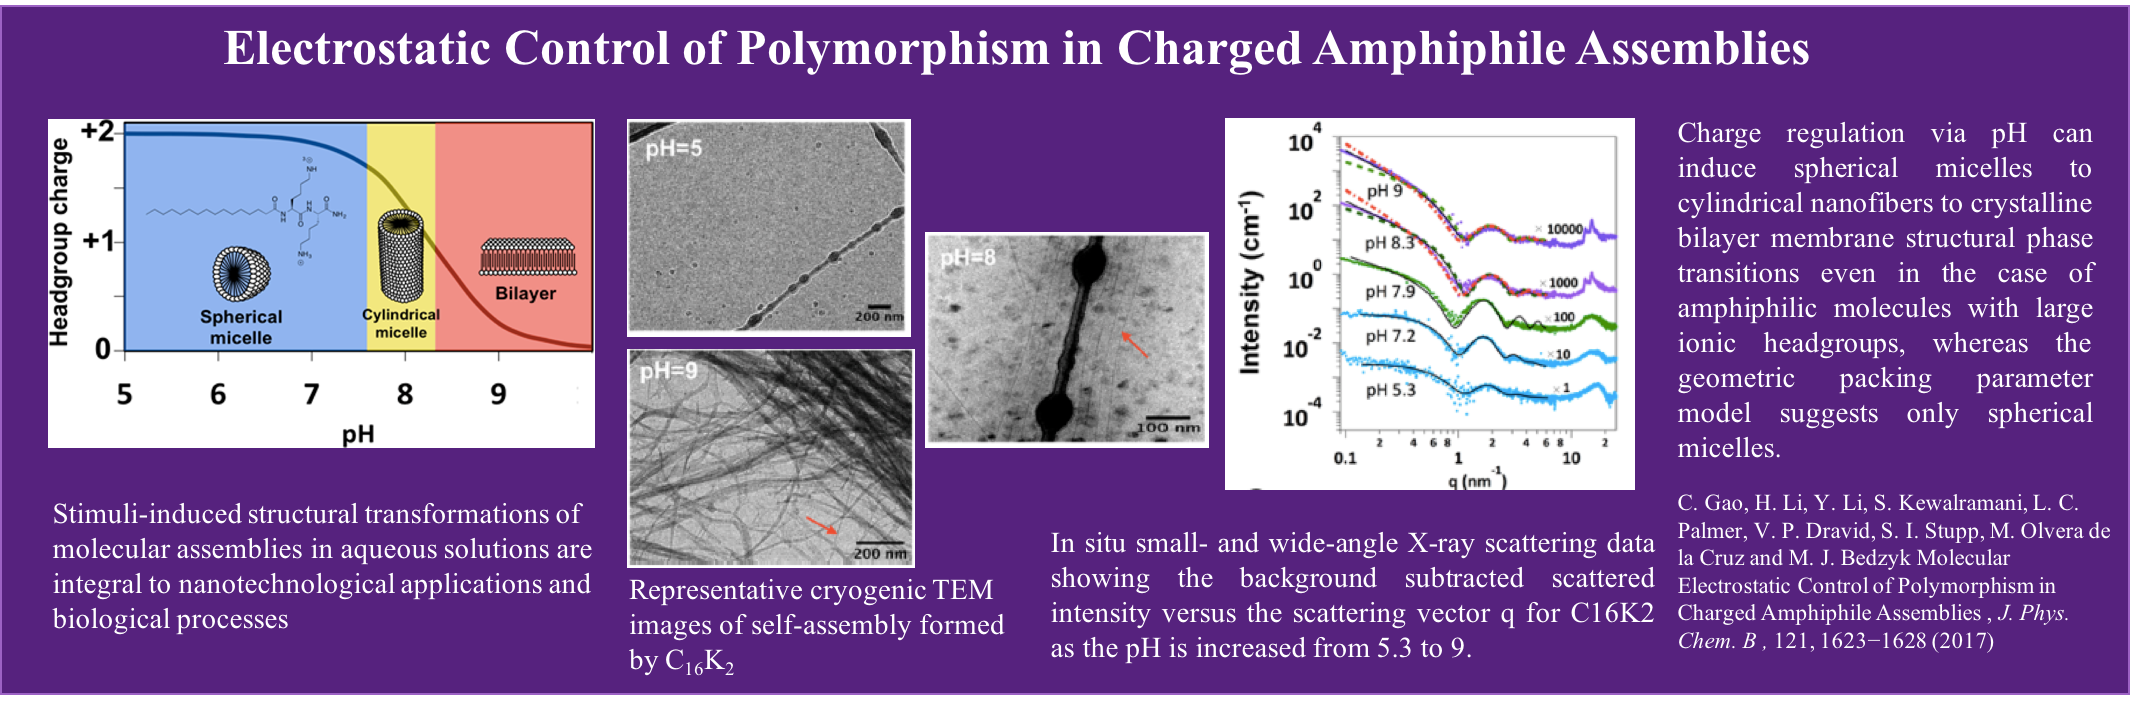 Electrostatic Control of Polymorphism in Charged Amphiphile Assemblies
Headgroup charge
+2
+1
0
5 6 7 8 9
pH
Spherical
micelle
Cylindrical
micelle
Bilayer
NH
O
N
H
H
N
O
O
NH₂
NH₃
Stimuli-induced structural transformations of
molecular assemblies in aqueous solutions are
integral to nanotechnological applications and
biological processes
pH=5
200 nm
pH=9
200 nm
pH=8
100 nm
Representative cryogenic TEM
images of self-assembly formed
by C₁₆K₂
Intensity (cm⁻¹)
10⁴
10²
10⁰
10⁻²
10⁻⁴
pH 9
×10000
pH 8.3
×1000
pH 7.9
×100
pH 7.2
×10
pH 5.3
×1
2 4 6 8 2 4 6 8 2
0.1 1 10
q (nm⁻¹)
In situ small- and wide-angle X-ray scattering data
showing the background subtracted scattered
intensity versus the scattering vector q for C16K2
as the pH is increased from 5.3 to 9.
Charge regulation via pH can
induce spherical micelles to
cylindrical nanofibers to crystalline
bilayer membrane structural phase
transitions even in the case of
amphiphilic molecules with large
ionic headgroups, whereas the
geometric packing parameter
model suggests only spherical
micelles.
C. Gao, H. Li, Y. Li, S. Kewalramani, L. C.
Palmer, V. P. Dravid, S. I. Stupp, M. Olvera de
la Cruz and M. J. Bedzyk Molecular
Electrostatic Control of Polymorphism in
Charged Amphiphile Assemblies , J. Phys.
Chem. B , 121, 1623−1628 (2017)